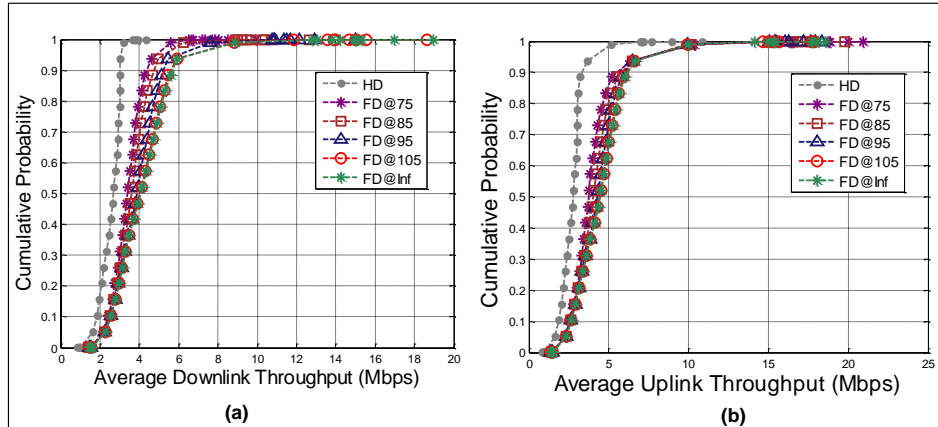 Cumulative Probability
1
0.9
0.8
0.7
0.6
0.5
0.4
0.3
0.2
0.1
0
0 2 4 6 8 10 12 14 16 18 20
Average Downlink Throughput (Mbps)
HD
FD@75
FD@85
FD@95
FD@105
FD@Inf
(a)
Cumulative Probability
1
0.9
0.8
0.7
0.6
0.5
0.4
0.3
0.2
0.1
0
0 5 10 15 20 25
Average Uplink Throughput (Mbps)
HD
FD@75
FD@85
FD@95
FD@105
FD@Inf
(b)